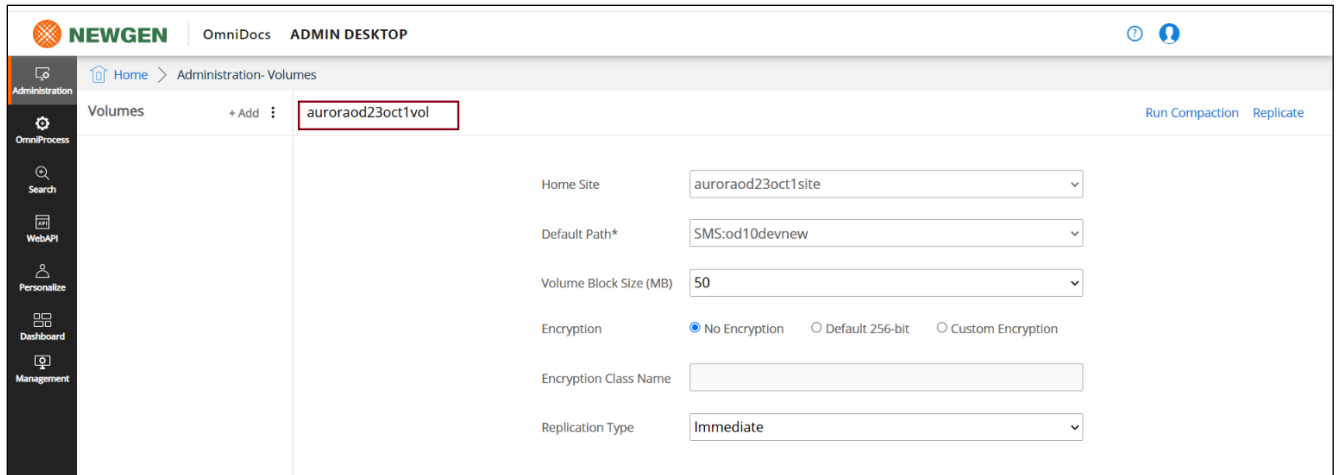 NEWGEN OmniDocs ADMIN DESKTOP ?
Administration
Home > Administration- Volumes
Volumes + Add auroraod23oct1vol Run Compaction Replicate
OmniProcess
Search
API
WebAPI
Personalize
Dashboard
Management
Home Site auroraod23oct1site
Default Path* SMS:od10devnew
Volume Block Size (MB) 50
Encryption No Encryption Default 256-bit Custom Encryption
Encryption Class Name
Replication Type Immediate